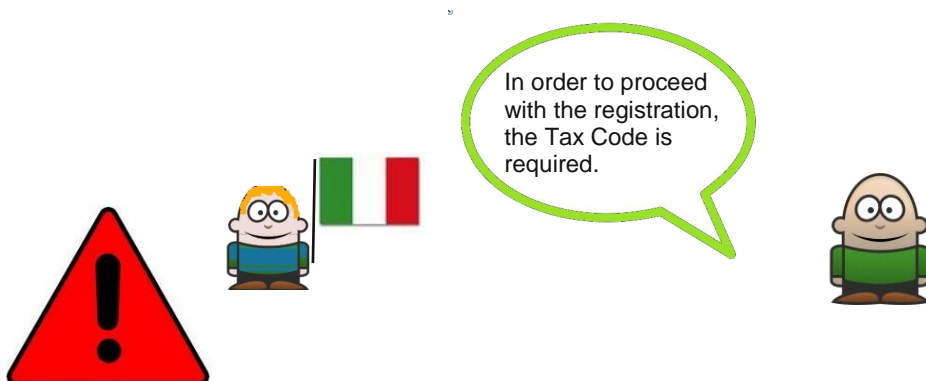 In order to proceed
with the registration,
the Tax Code is
required.